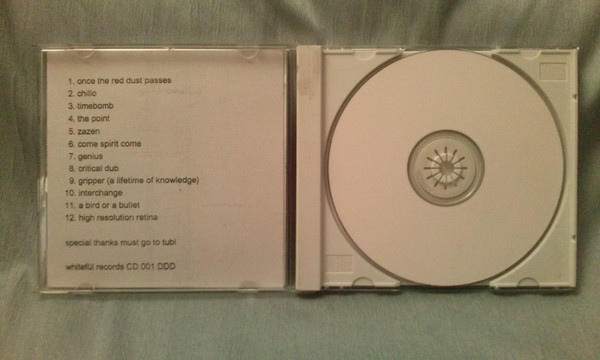 1. once the red dust passes
2. chillo
3. timebomb
4. the point
5. zazen
6. come spirit come
7. genius
8. critical dub
9. gripper (a lifetime of knowledge)
10. interchange
11. a bird or a bullet
12. high resolution retina
special thanks must go to tubi
whitefül records CD 001 DDD